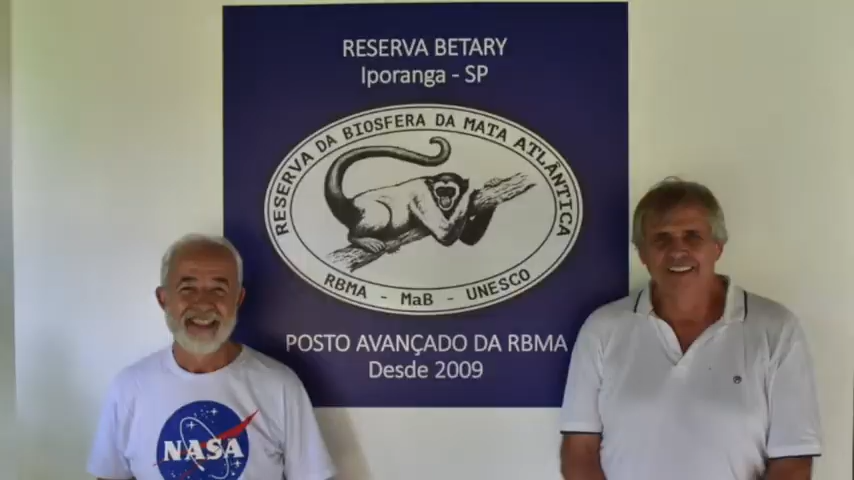 RESERVA BETARY
Iporanga - SP
RESERVA DA BIOSFERA DA MATA ATLÂNTICA
RBMA - MaB - UNESCO
POSTO AVANÇADO DA RBMA
Desde 2009
NASA